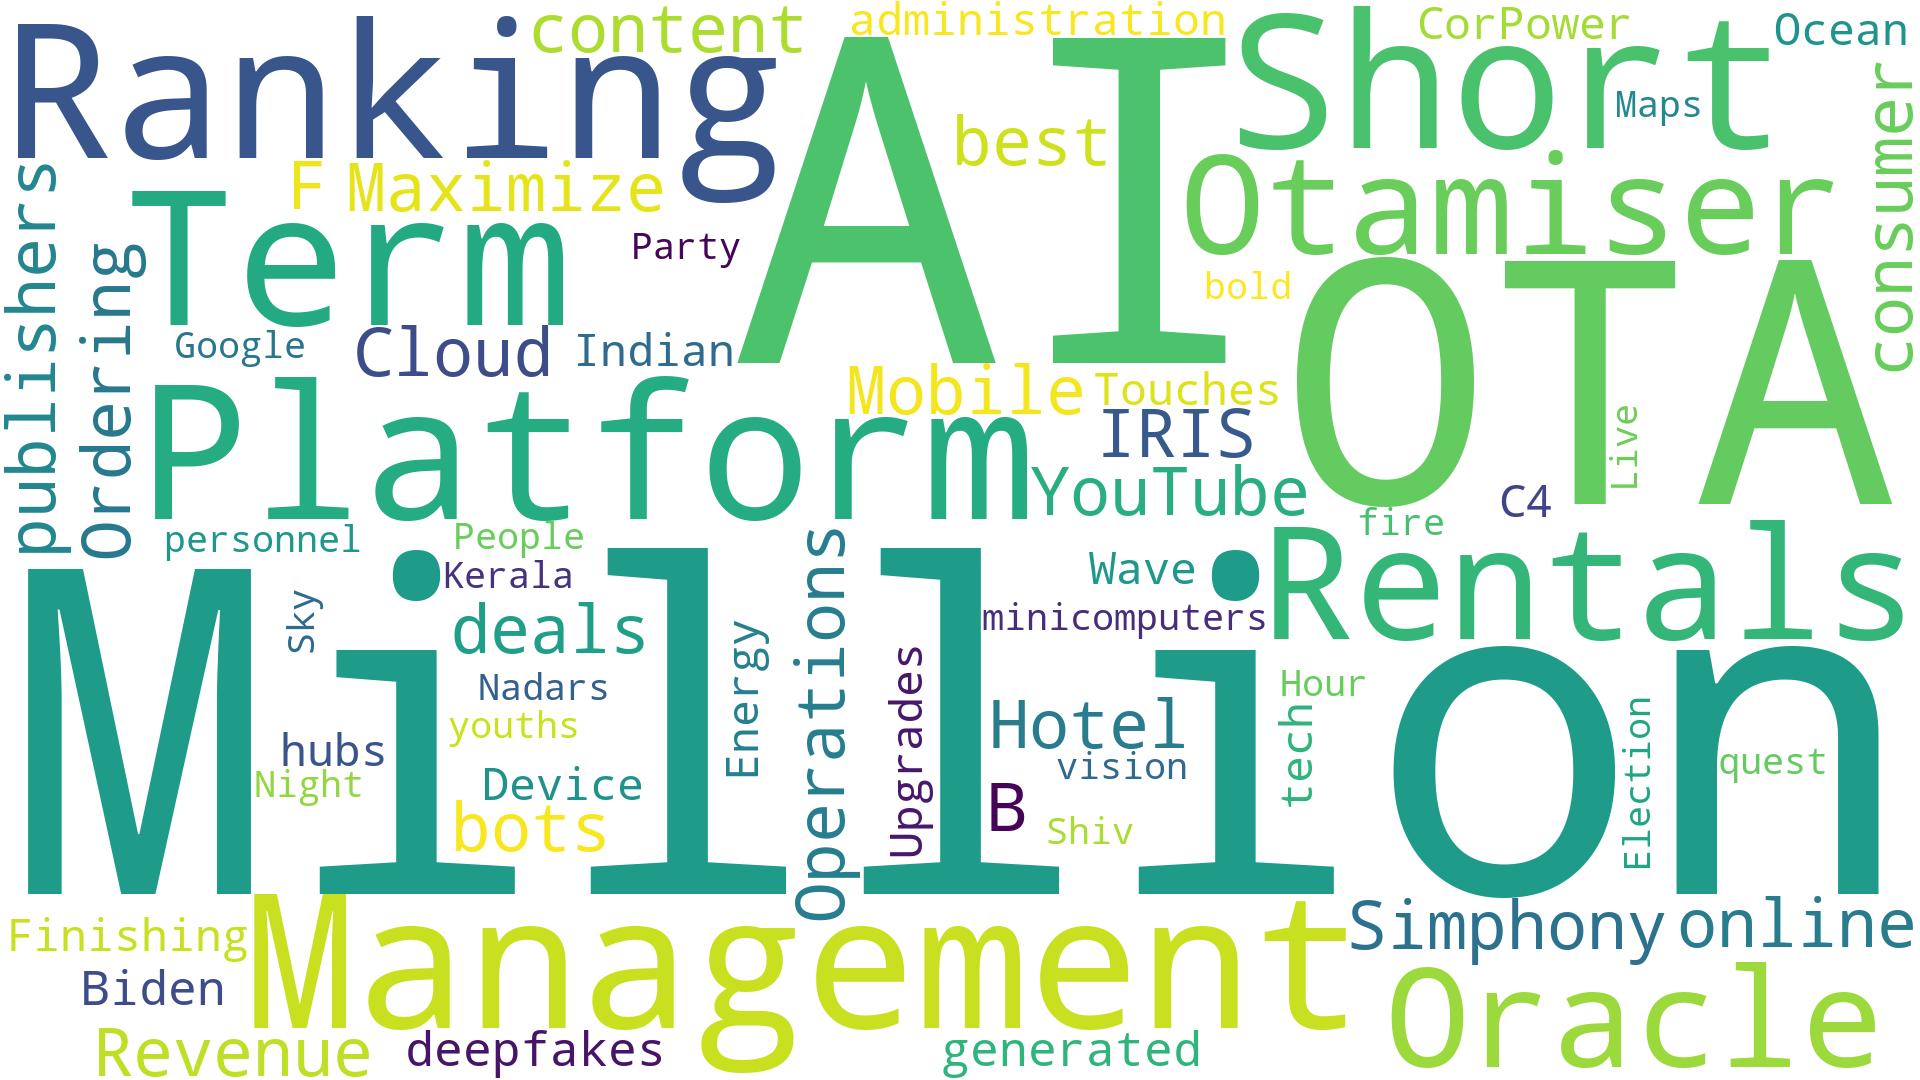 Ranking
content
administration
AI
Short
CorPower
Ocean
Maps
best
consumer
publishers
Ordering
Term
F
Maximize
Party
Otamiser
bold
OTA
Google
Cloud
Indian
Mobile
Touches
IRIS
Live
Platform
YouTube
C4
fire
personnel
People
Kerala
Wave
minicomputers
Rentals
Million
sky
deals
Nadars
youths
Energy
Operations
Upgrades
Hotel
vision
Hour
tech
Election
quest
hubs
Night
Device
bots
B
Shiv
Finishing
Management
Simphony
online
Biden
Oracle
Revenue
deepfakes
generated